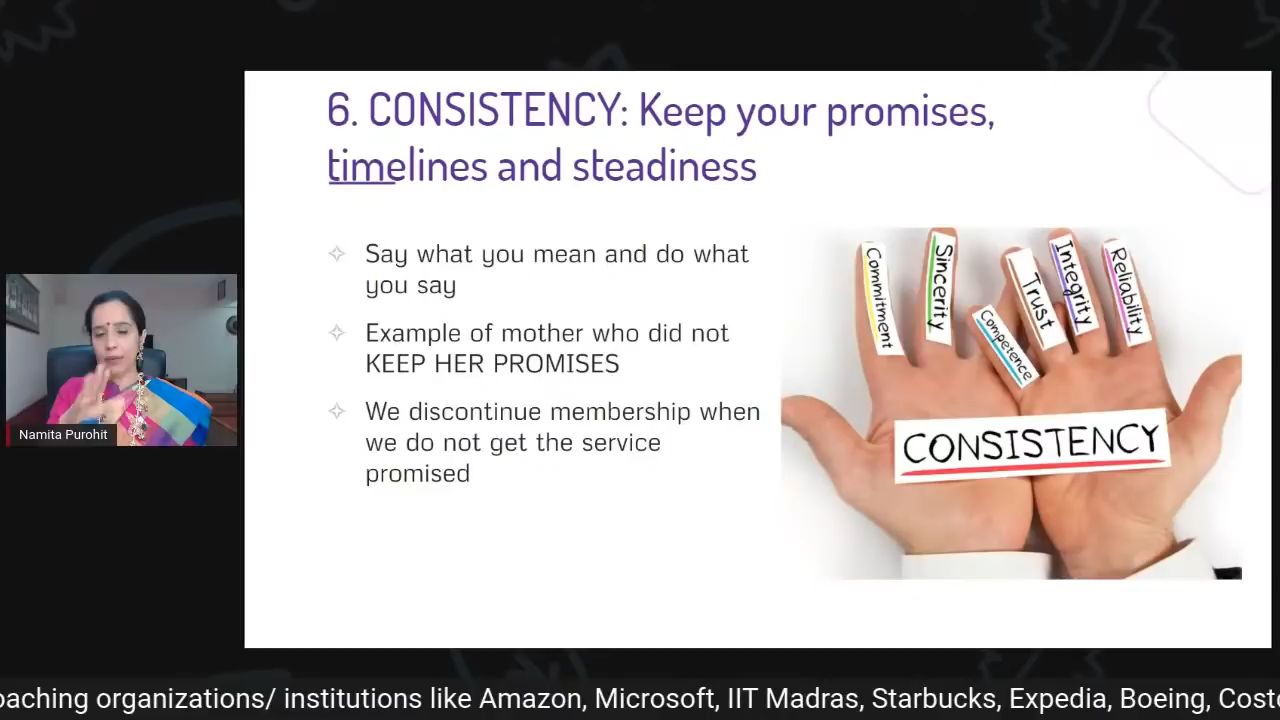 6. CONSISTENCY: Keep your promises,
timelines and steadiness
Say what you mean and do what
you say
Example of mother who did not
KEEP HER PROMISES
We discontinue membership when
we do not get the service
promised
Commitment
Sincerity
Competence
Trust
Integrity
Reliability
CONSISTENCY
Namita Purohit
oaching organizations/ institutions like Amazon, Microsoft, IIT Madras, Starbucks, Expedia, Boeing, Costc